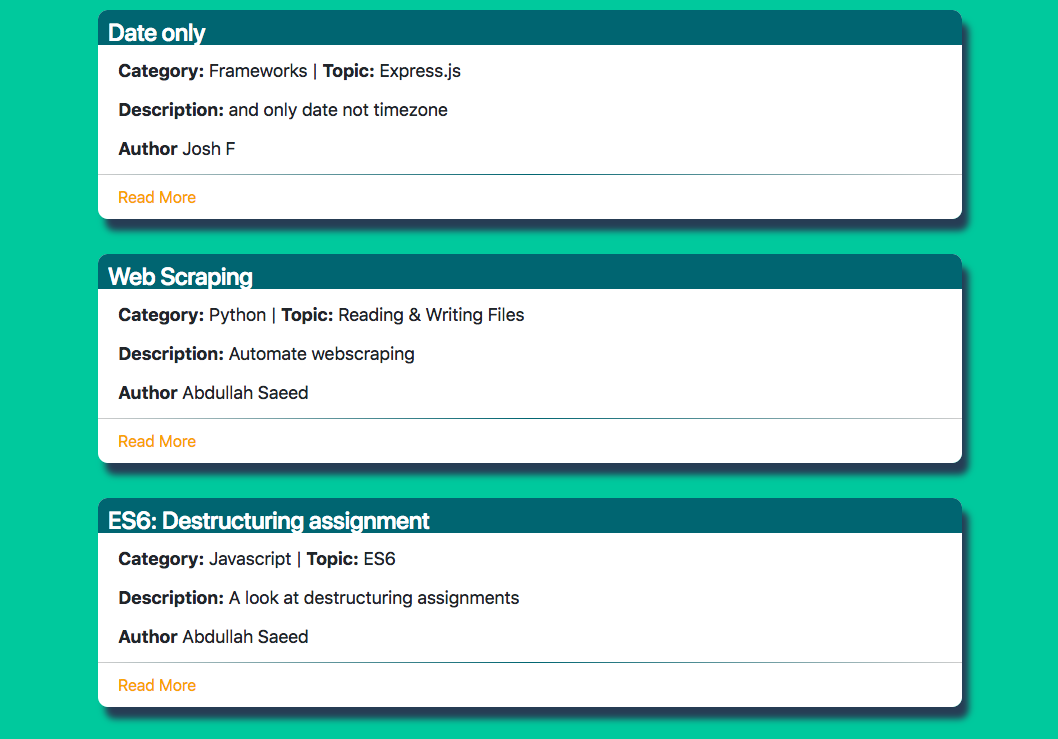 Date only
Category: Frameworks | Topic: Express.js
Description: and only date not timezone
Author Josh F
Read More
Web Scraping
Category: Python | Topic: Reading & Writing Files
Description: Automate webscraping
Author Abdullah Saeed
Read More
ES6: Destructuring assignment
Category: Javascript | Topic: ES6
Description: A look at destructuring assignments
Author Abdullah Saeed
Read More